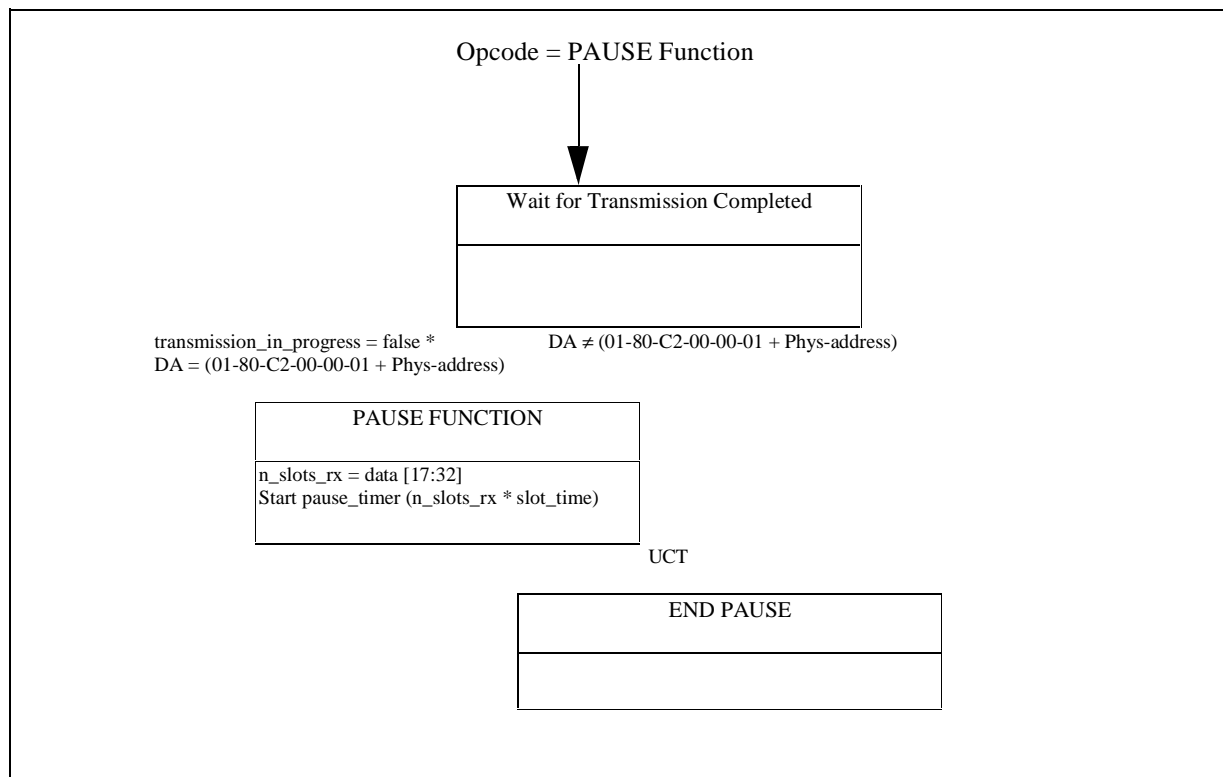 Opcode = PAUSE Function
Wait for Transmission Completed
transmission_in_progress = false *
DA = (01-80-C2-00-00-01 + Phys-address)
DA ≠ (01-80-C2-00-00-01 + Phys-address)
PAUSE FUNCTION
n_slots_rx = data [17:32]
Start pause_timer (n_slots_rx * slot_time)
UCT
END PAUSE